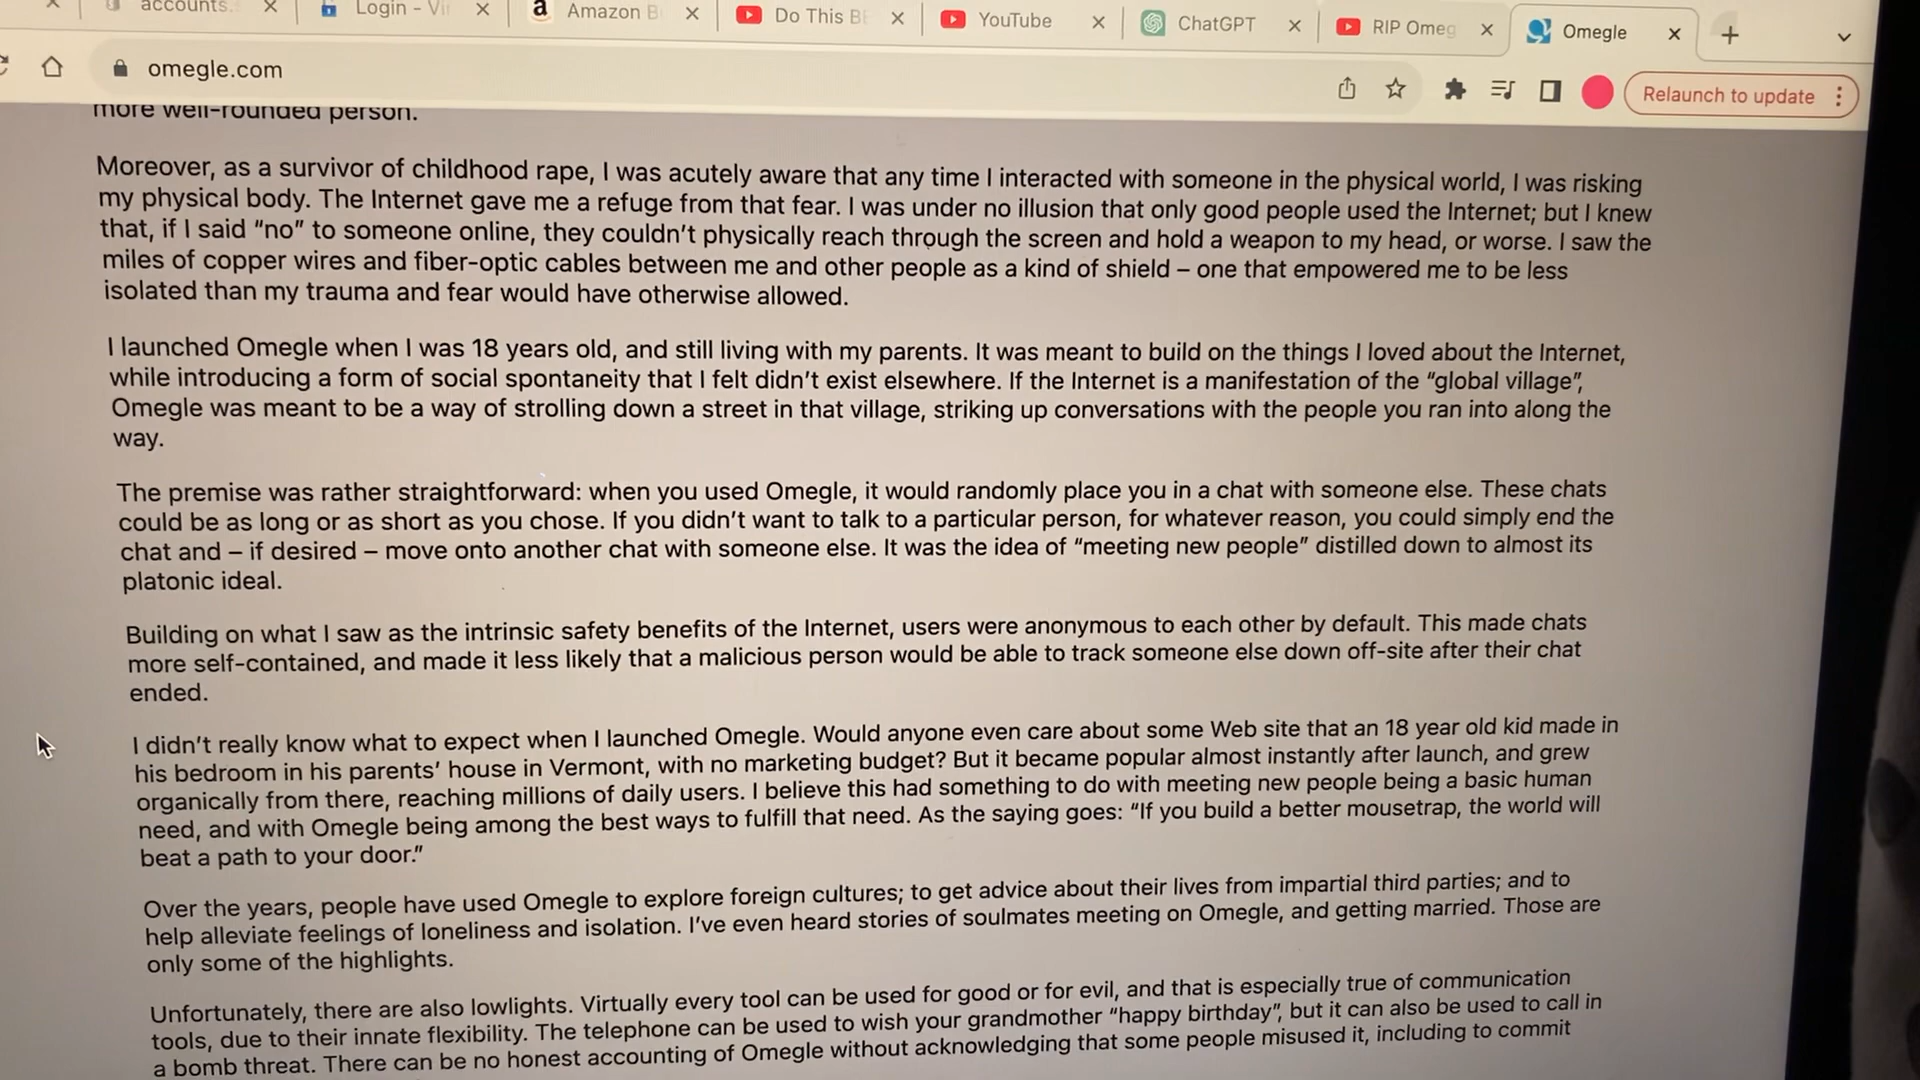 accounts.
Login - Vi
Amazon B
Do This B
YouTube
ChatGPT
RIP Omeg
Omegle
omegle.com
Relaunch to update
more well-rounded person.
Moreover, as a survivor of childhood rape, I was acutely aware that any time I interacted with someone in the physical world, I was risking
my physical body. The Internet gave me a refuge from that fear. I was under no illusion that only good people used the Internet; but I knew
that, if I said “no” to someone online, they couldn’t physically reach through the screen and hold a weapon to my head, or worse. I saw the
miles of copper wires and fiber-optic cables between me and other people as a kind of shield – one that empowered me to be less
isolated than my trauma and fear would have otherwise allowed.
I launched Omegle when I was 18 years old, and still living with my parents. It was meant to build on the things I loved about the Internet,
while introducing a form of social spontaneity that I felt didn’t exist elsewhere. If the Internet is a manifestation of the “global village”,
Omegle was meant to be a way of strolling down a street in that village, striking up conversations with the people you ran into along the
way.
The premise was rather straightforward: when you used Omegle, it would randomly place you in a chat with someone else. These chats
could be as long or as short as you chose. If you didn’t want to talk to a particular person, for whatever reason, you could simply end the
chat and – if desired – move onto another chat with someone else. It was the idea of “meeting new people” distilled down to almost its
platonic ideal.
Building on what I saw as the intrinsic safety benefits of the Internet, users were anonymous to each other by default. This made chats
more self-contained, and made it less likely that a malicious person would be able to track someone else down off-site after their chat
ended.
I didn’t really know what to expect when I launched Omegle. Would anyone even care about some Web site that an 18 year old kid made in
his bedroom in his parents’ house in Vermont, with no marketing budget? But it became popular almost instantly after launch, and grew
organically from there, reaching millions of daily users. I believe this had something to do with meeting new people being a basic human
need, and with Omegle being among the best ways to fulfill that need. As the saying goes: “If you build a better mousetrap, the world will
beat a path to your door.”
Over the years, people have used Omegle to explore foreign cultures; to get advice about their lives from impartial third parties; and to
help alleviate feelings of loneliness and isolation. I’ve even heard stories of soulmates meeting on Omegle, and getting married. Those are
only some of the highlights.
Unfortunately, there are also lowlights. Virtually every tool can be used for good or for evil, and that is especially true of communication
tools, due to their innate flexibility. The telephone can be used to wish your grandmother “happy birthday”, but it can also be used to call in
a bomb threat. There can be no honest accounting of Omegle without acknowledging that some people misused it, including to commit